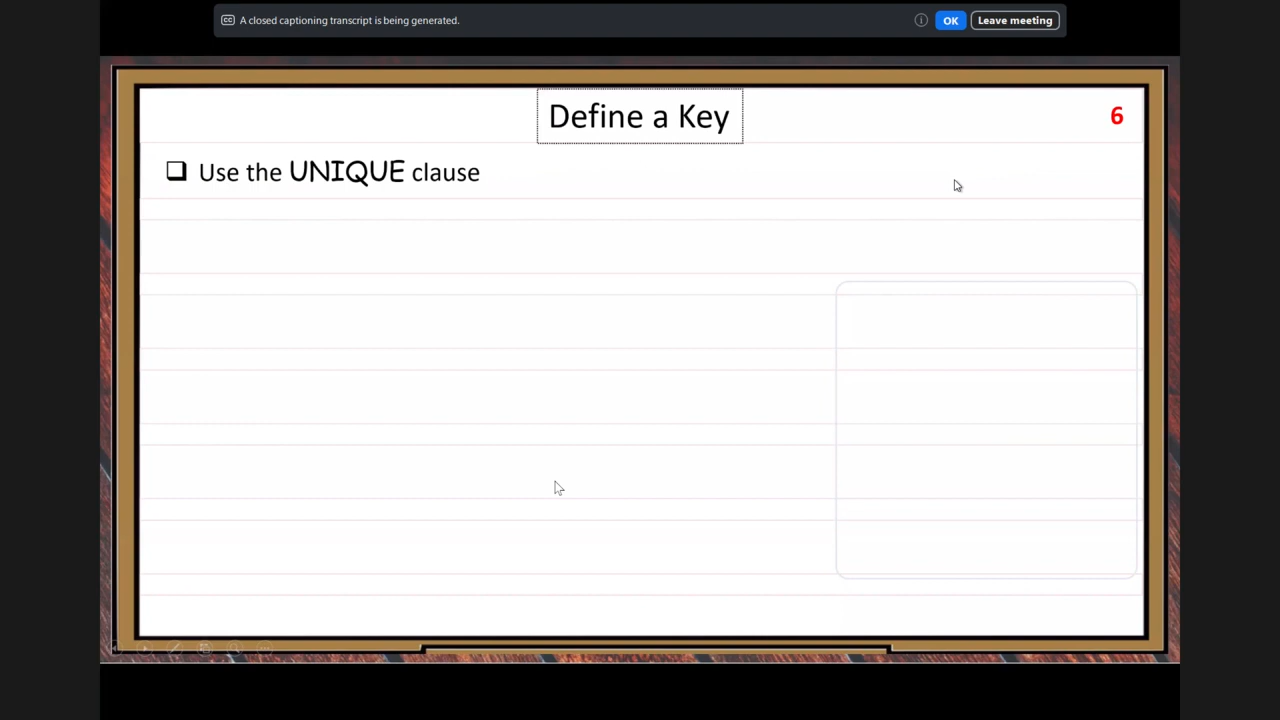 A closed captioning transcript is being generated.
OK
Leave meeting
Define a Key
6
Use the UNIQUE clause